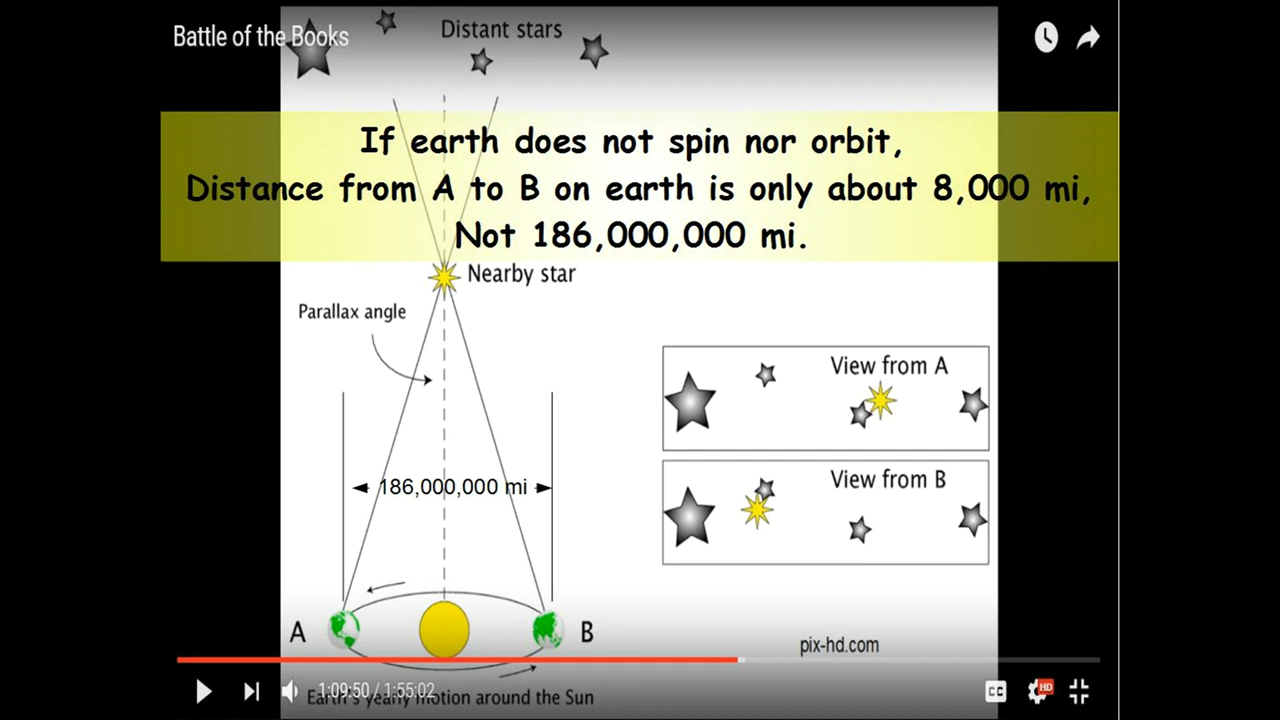 Battle of the Books
Distant stars
If earth does not spin nor orbit,
Distance from A to B on earth is only about 8,000 mi,
Not 186,000,000 mi.
Nearby star
Parallax angle
View from A
View from B
186,000,000 mi
A
B
pix-hd.com
1:09:50 / 1:55:02
CC
HD
Earth's yearly motion around the Sun